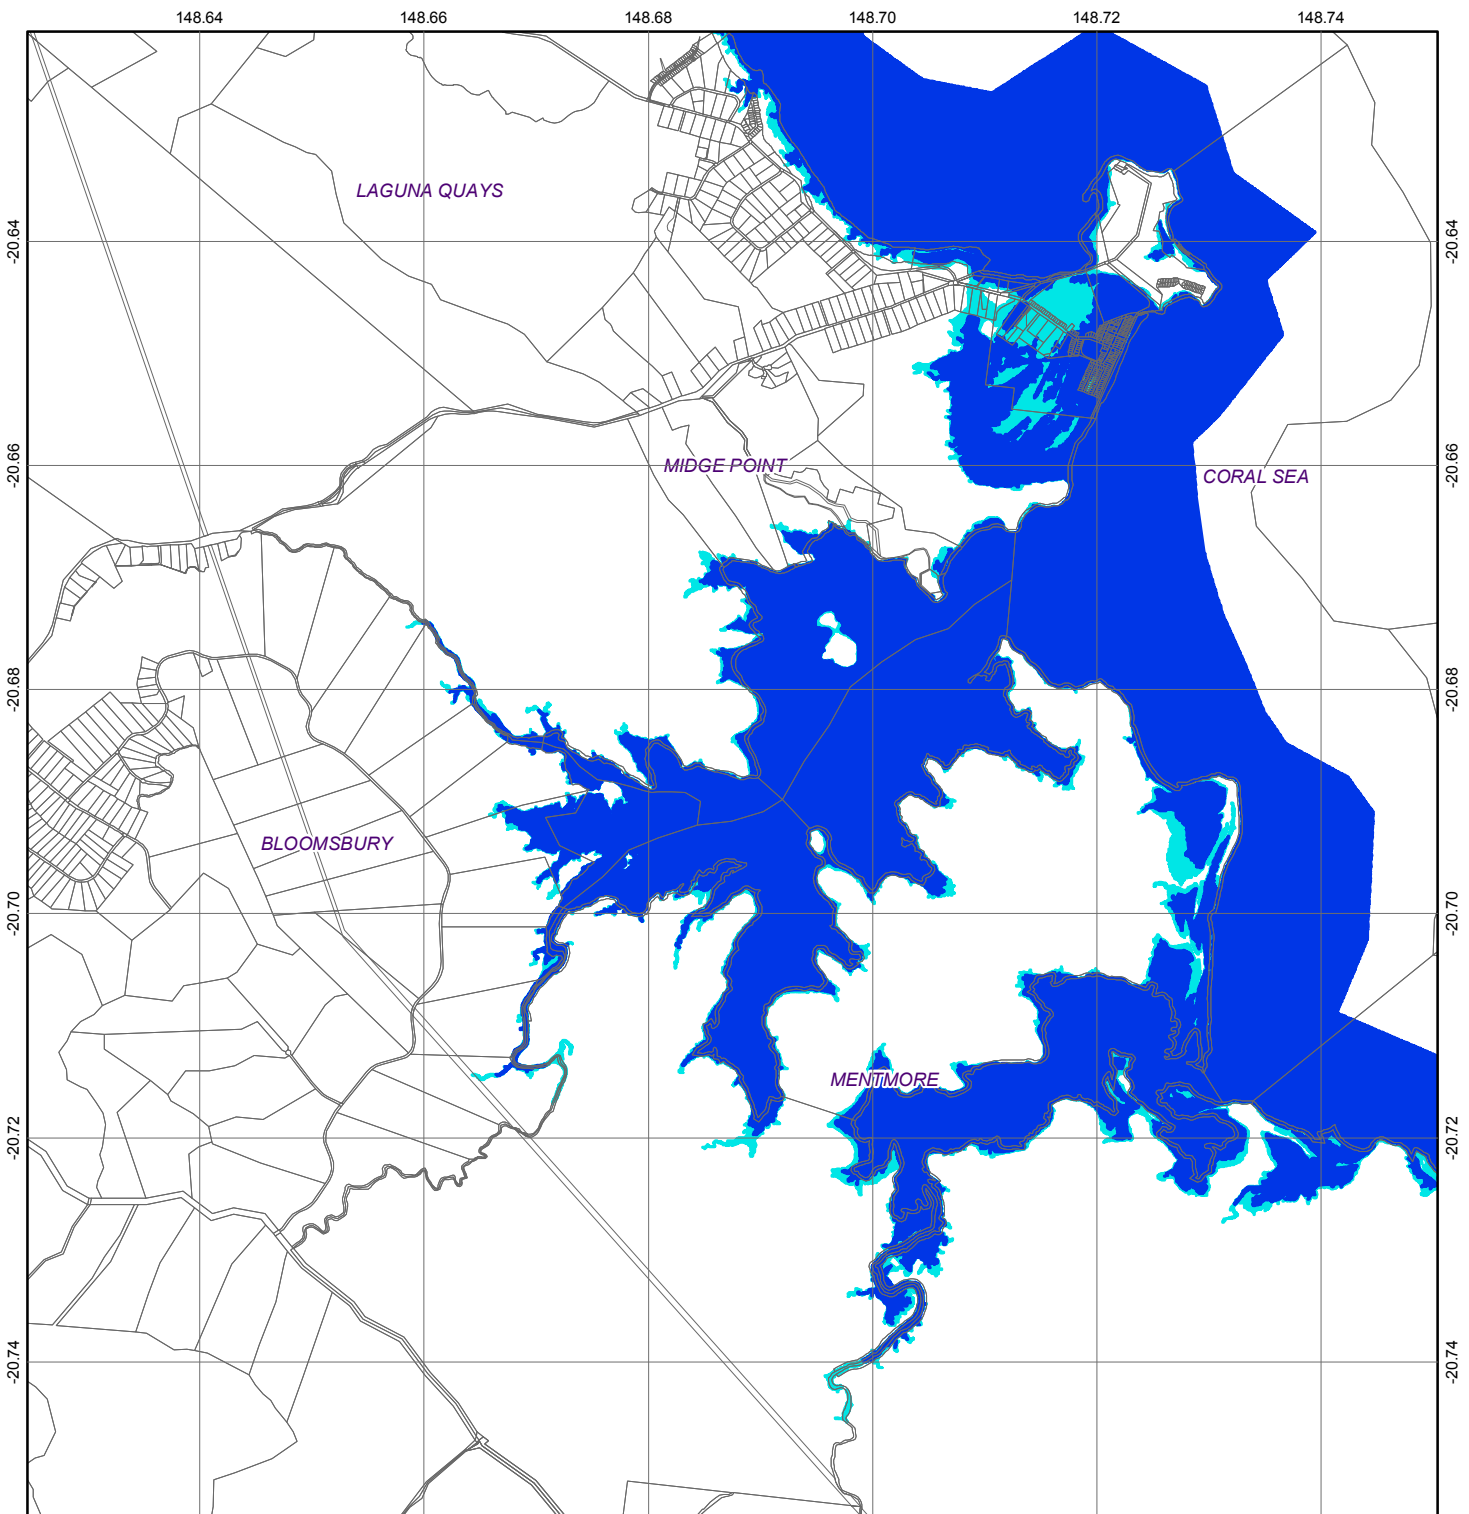 148.64 148.66 148.68 148.70 148.72 148.74
LAGUNA QUAYS
-20.64 -20.64
MIDGE POINT
-20.66 -20.66
CORAL SEA
-20.68 -20.68
BLOOMSBURY
-20.70 -20.70
MENTMORE
-20.72 -20.72
-20.74 -20.74